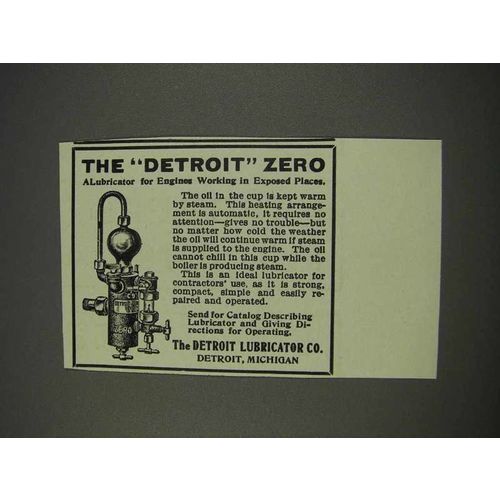 THE "DETROIT" ZERO
A Lubricator for Engines Working in Exposed Places.
The oil in the cup is kept warm
by steam. This heating arrange-
ment is automatic, it requires no
attention—gives no trouble—but
no matter how cold the weather
the oil will continue warm if steam
is supplied to the engine. The oil
cannot chill in this cup while the
boiler is producing steam.
This is an ideal lubricator for
contractors' use, as it is strong,
compact, simple and easily re-
paired and operated.
Send for Catalog Describing
Lubricator and Giving Di-
rections for Operating.
The DETROIT LUBRICATOR CO.
DETROIT, MICHIGAN
ZERO